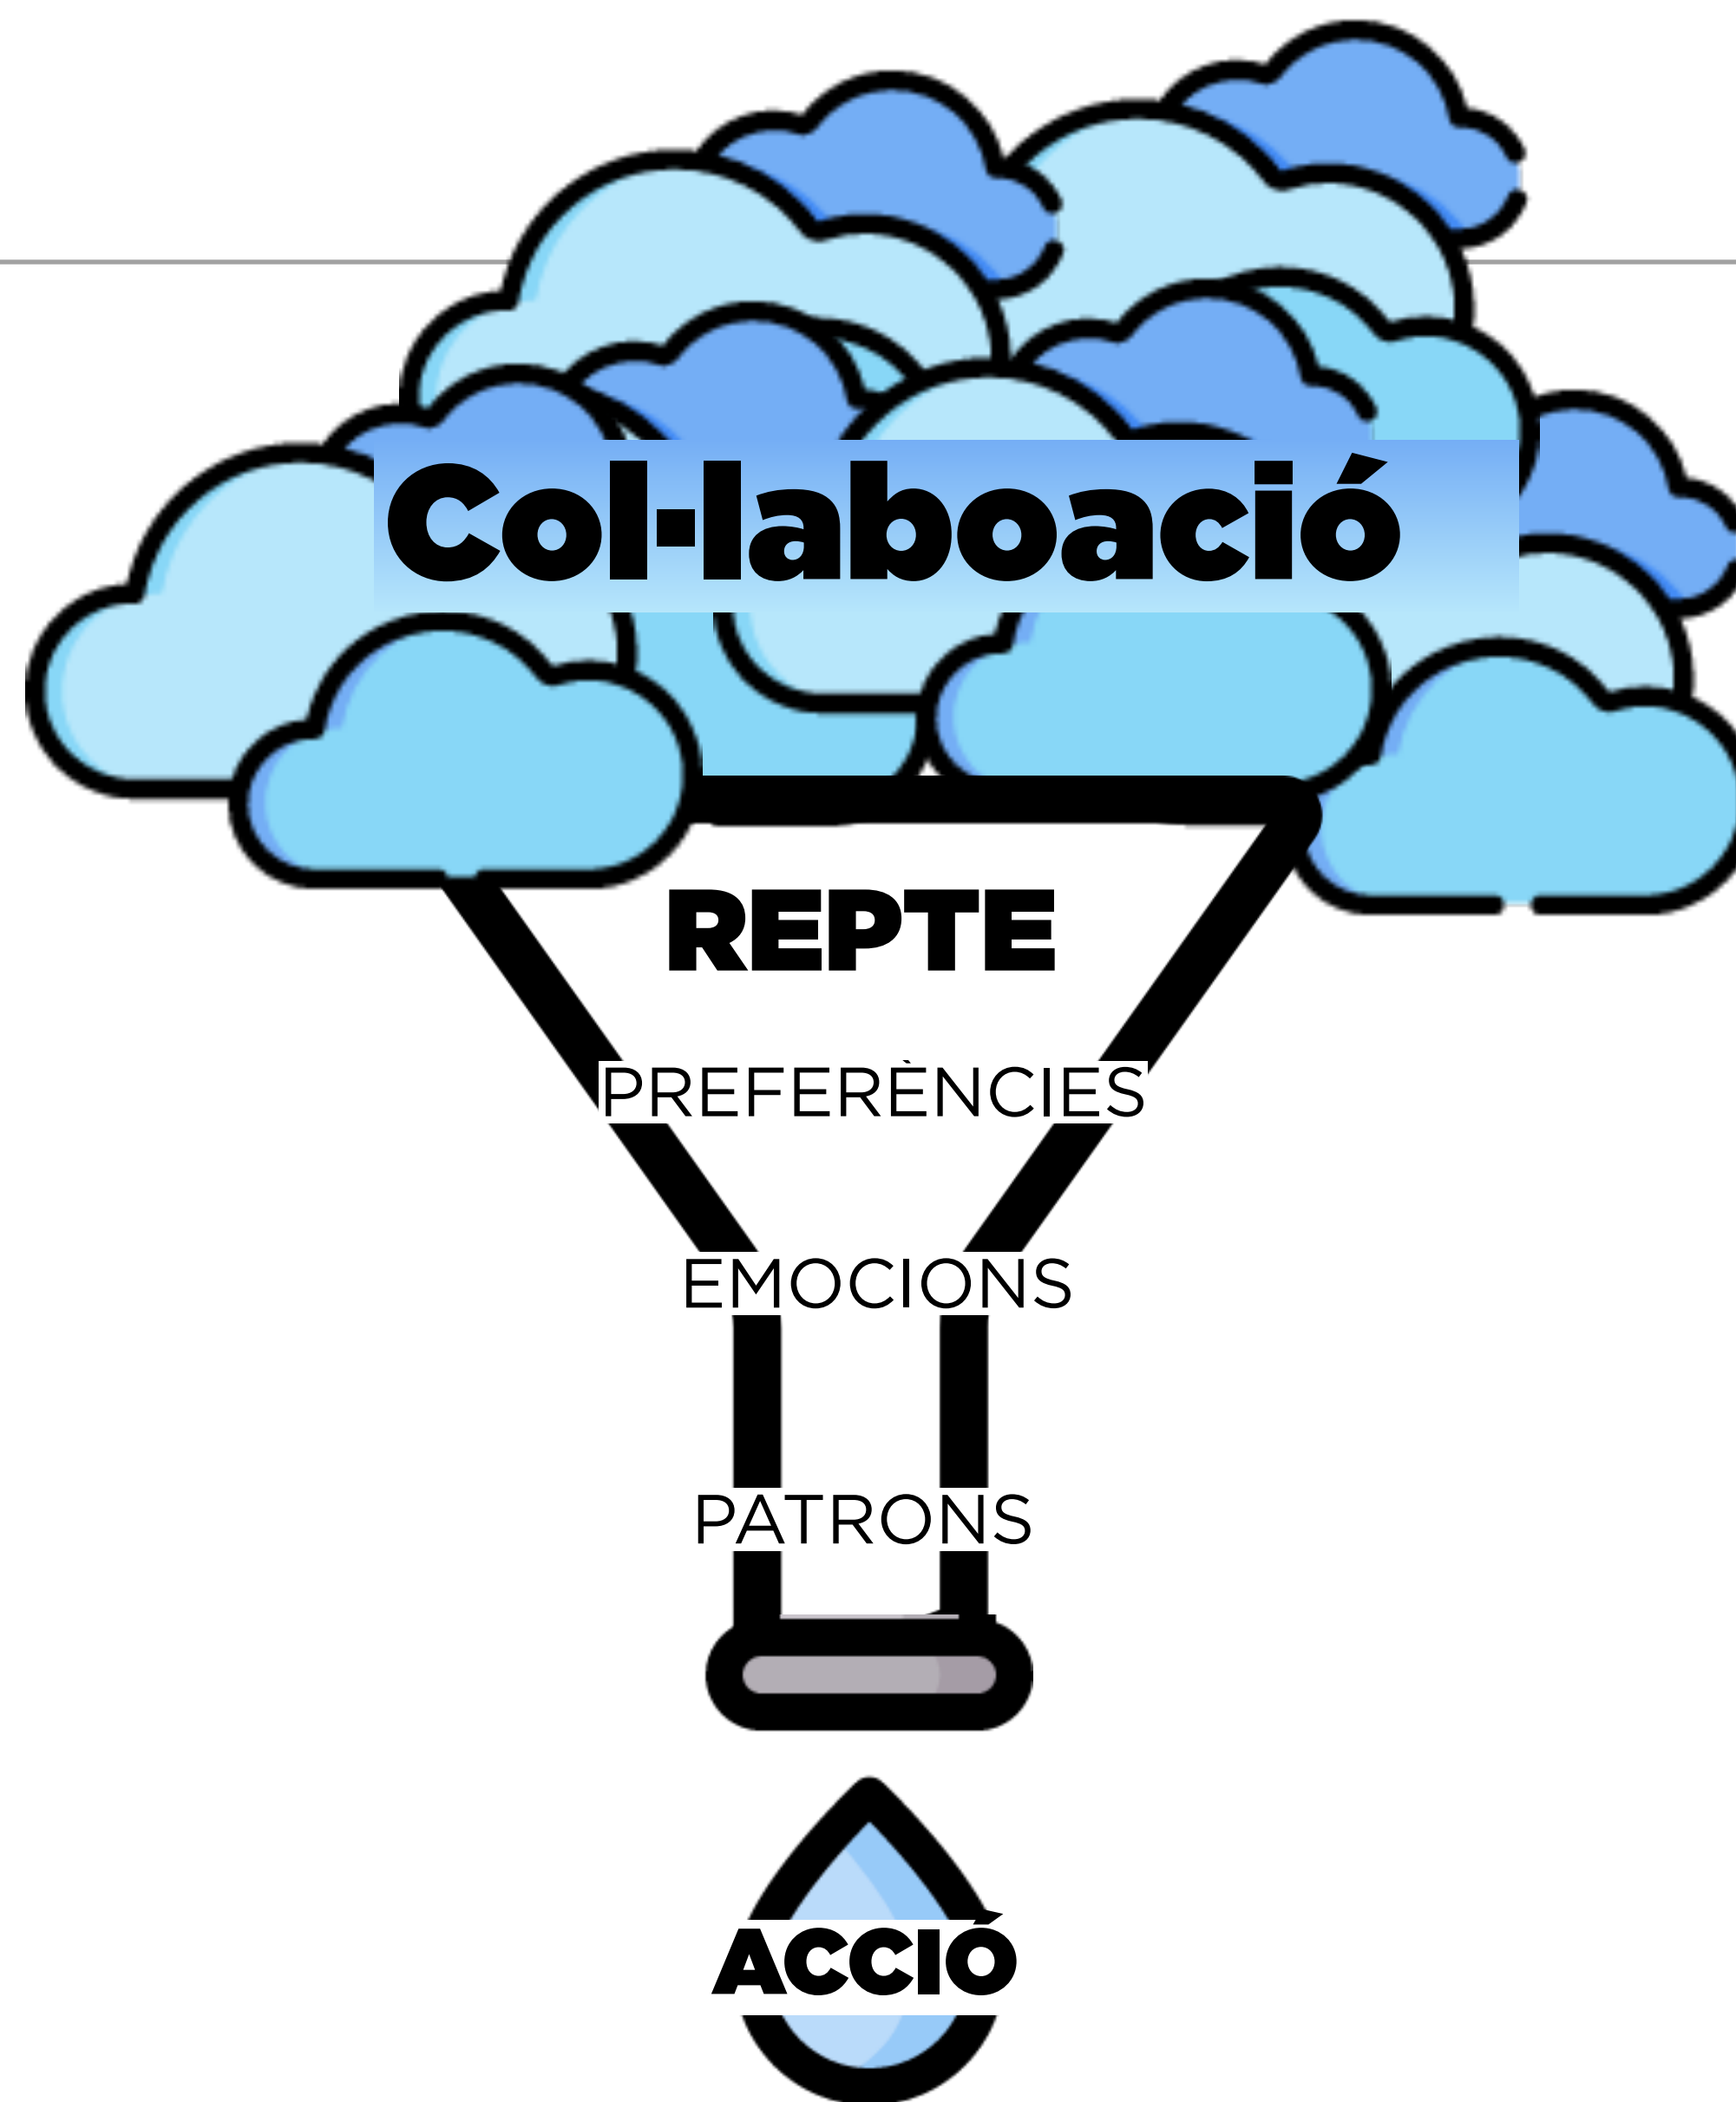 Col·laboació
REPTE
PREFERÈNCIES
EMOCIONS
PATRONS
ACCIÓ